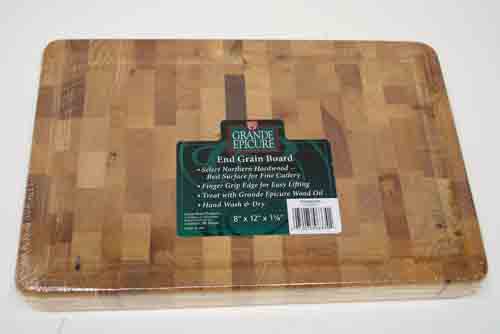 GRANDE
EPICURE
End Grain Board
• Select Northern Hardwood —
Best Surface for Fine Cutlery
• Finger Grip Edge for Easy Lifting
• Treat with Grande Epicure Wood Oil
• Hand Wash & Dry
8" x 12" x 1¼"